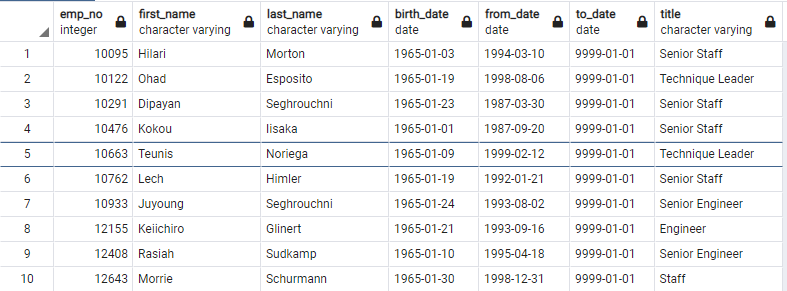 emp_no first_name last_name birth_date from_date to_date title
integer character varying character varying date date date character varying
1 10095 Hilari Morton 1965-01-03 1994-03-10 9999-01-01 Senior Staff
2 10122 Ohad Esposito 1965-01-19 1998-08-06 9999-01-01 Technique Leader
3 10291 Dipayan Seghrouchni 1965-01-23 1987-03-30 9999-01-01 Senior Staff
4 10476 Kokou Iisaka 1965-01-01 1987-09-20 9999-01-01 Senior Staff
5 10663 Teunis Noriega 1965-01-09 1999-02-12 9999-01-01 Technique Leader
6 10762 Lech Himler 1965-01-19 1992-01-21 9999-01-01 Senior Staff
7 10933 Juyoung Seghrouchni 1965-01-24 1993-08-02 9999-01-01 Senior Engineer
8 12155 Keiichiro Glinert 1965-01-21 1993-09-16 9999-01-01 Engineer
9 12408 Rasiah Sudkamp 1965-01-10 1995-04-18 9999-01-01 Senior Engineer
10 12643 Morrie Schurmann 1965-01-30 1998-12-31 9999-01-01 Staff